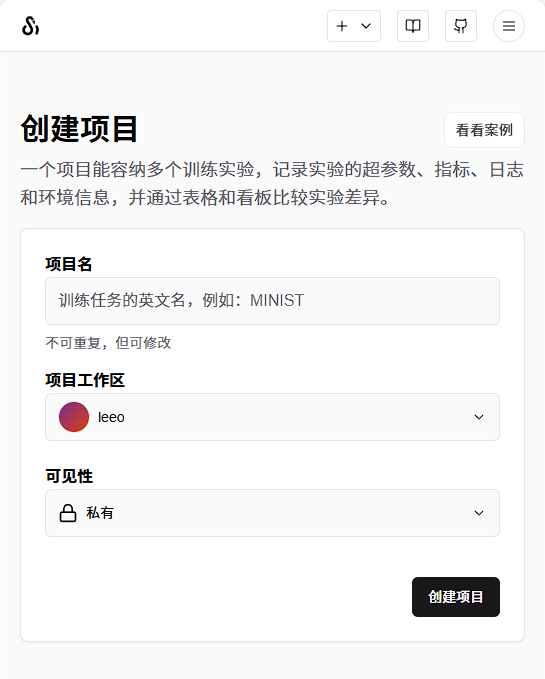 创建项目
看看案例
一个项目能容纳多个训练实验，记录实验的超参数、指标、日志
和环境信息，并通过表格和看板比较实验差异。
项目名
训练任务的英文名，例如：MINIST
不可重复，但可修改
项目工作区
leeo
可见性
私有
创建项目